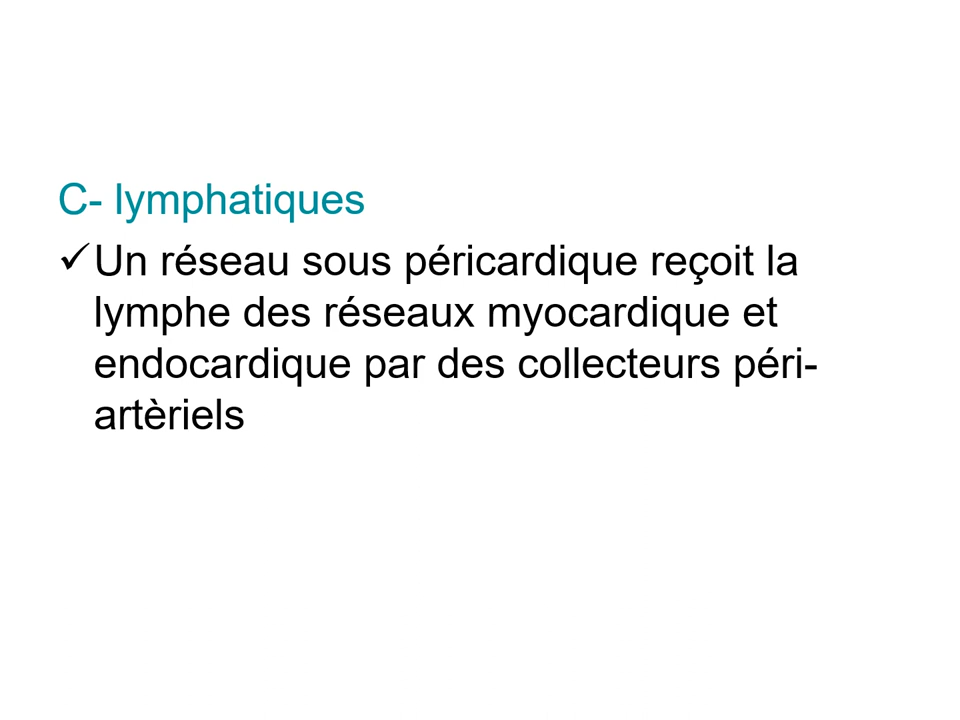 C- lymphatiques
✓Un réseau sous péricardique reçoit la
lymphe des réseaux myocardique et
endocardique par des collecteurs péri-
artèriels